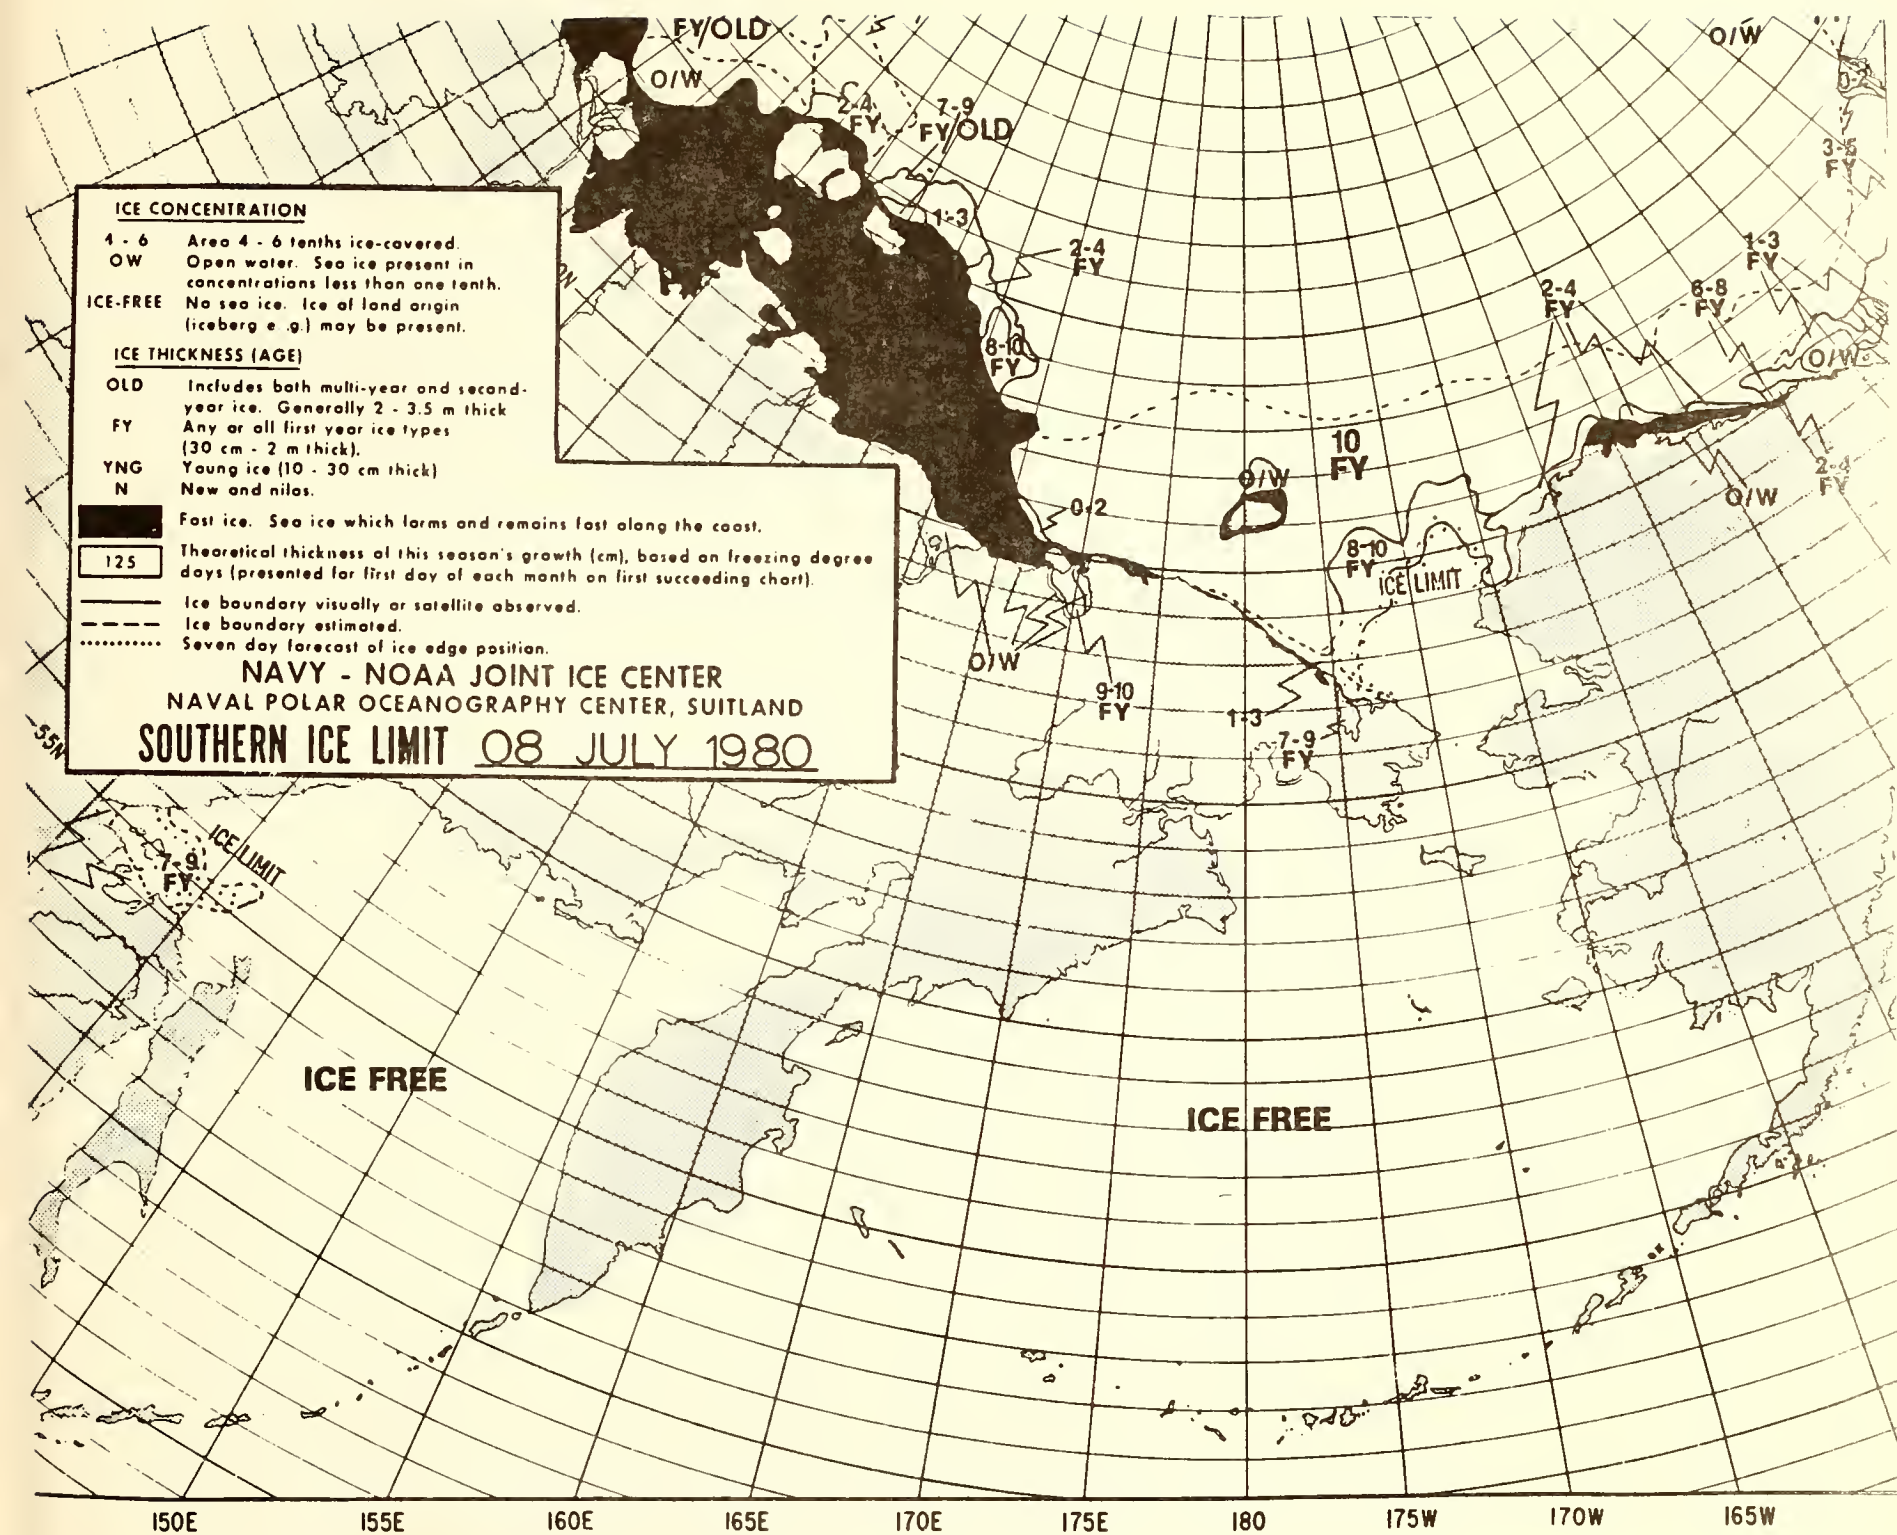 FY/OLD
O/W
O/W
2-4
FY
7-9
FY/OLD
3-5
FY
1-3
2-4
FY
1-3
FY
6-8
FY
2-4
FY
8-10
FY
O/W
10
FY
O/W
2-4
FY
O/W
0-2
8-10
FY
ICE LIMIT
O/W
9-10
FY
1-3
7-9
FY
ICE CONCENTRATION
4 - 6 Area 4 - 6 tenths ice-covered.
OW Open water. Sea ice present in
concentrations less than one tenth.
ICE-FREE No sea ice. Ice of land origin
(iceberg e.g.) may be present.
ICE THICKNESS (AGE)
OLD Includes both multi-year and second-
year ice. Generally 2 - 3.5 m thick
FY Any or all first year ice types
(30 cm - 2 m thick).
YNG Young ice (10 - 30 cm thick)
N New and nilas.
Fast ice. Sea ice which forms and remains fast along the coast.
125 Theoretical thickness of this season's growth (cm), based on freezing degree
days (presented for first day of each month on first succeeding chart).
Ice boundary visually or satellite observed.
Ice boundary estimated.
Seven day forecast of ice edge position.
NAVY - NOAA JOINT ICE CENTER
NAVAL POLAR OCEANOGRAPHY CENTER, SUITLAND
SOUTHERN ICE LIMIT 08 JULY 1980
55N
ICE LIMIT
7-9
FY
ICE FREE
ICE FREE
150E 155E 160E 165E 170E 175E 180 175W 170W 165W